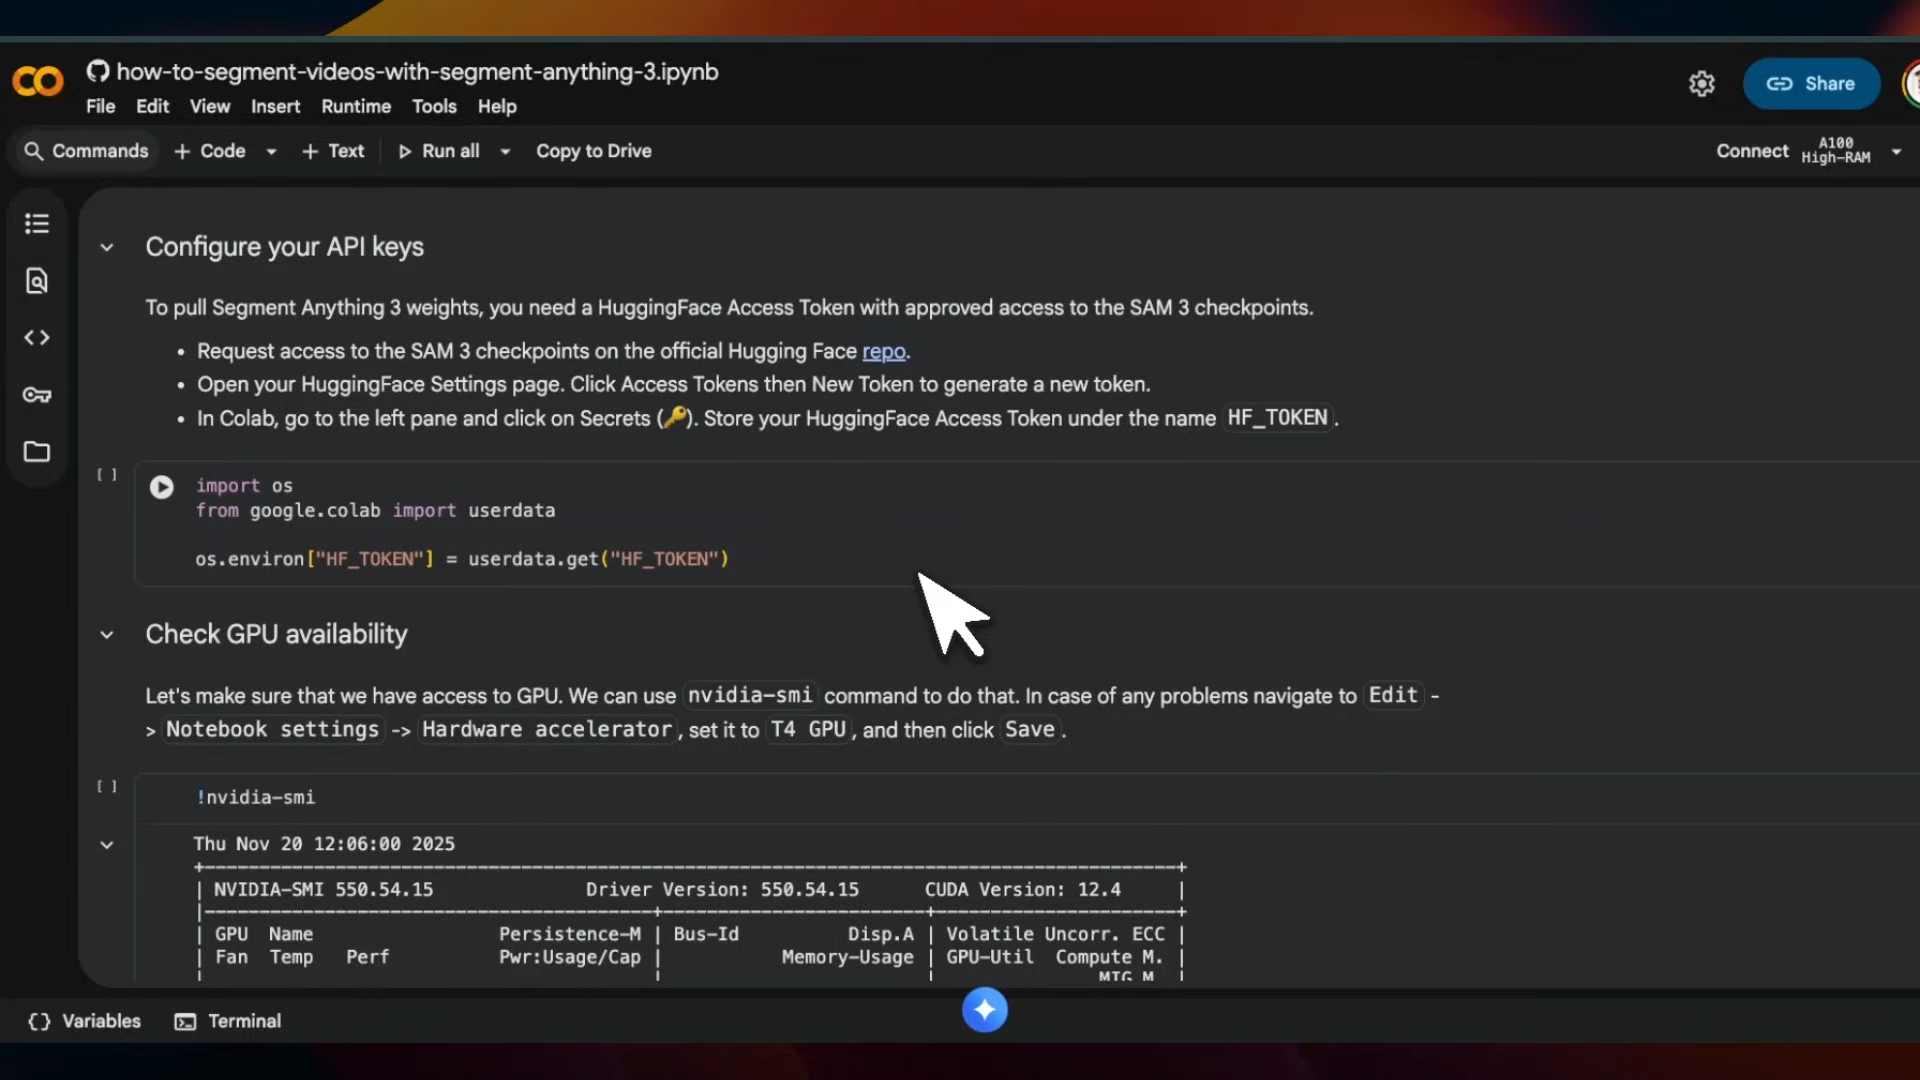 how-to-segment-videos-with-segment-anything-3.ipynb
File Edit View Insert Runtime Tools Help
Share
Commands + Code + Text Run all Copy to Drive
Connect A100
High-RAM
Configure your API keys
To pull Segment Anything 3 weights, you need a HuggingFace Access Token with approved access to the SAM 3 checkpoints.
• Request access to the SAM 3 checkpoints on the official Hugging Face repo.
• Open your HuggingFace Settings page. Click Access Tokens then New Token to generate a new token.
• In Colab, go to the left pane and click on Secrets (🔑). Store your HuggingFace Access Token under the name HF_TOKEN.
[ ]
import os
from google.colab import userdata
os.environ["HF_TOKEN"] = userdata.get("HF_TOKEN")
Check GPU availability
Let's make sure that we have access to GPU. We can use nvidia-smi command to do that. In case of any problems navigate to Edit -
> Notebook settings -> Hardware accelerator, set it to T4 GPU, and then click Save.
[ ]
!nvidia-smi
Thu Nov 20 12:06:00 2025
| NVIDIA-SMI 550.54.15 Driver Version: 550.54.15 CUDA Version: 12.4 |
| GPU Name Persistence-M | Bus-Id Disp.A | Volatile Uncorr. ECC |
| Fan Temp Perf Pwr:Usage/Cap | Memory-Usage | GPU-Util Compute M. |
| | | MIG M. |
Variables Terminal